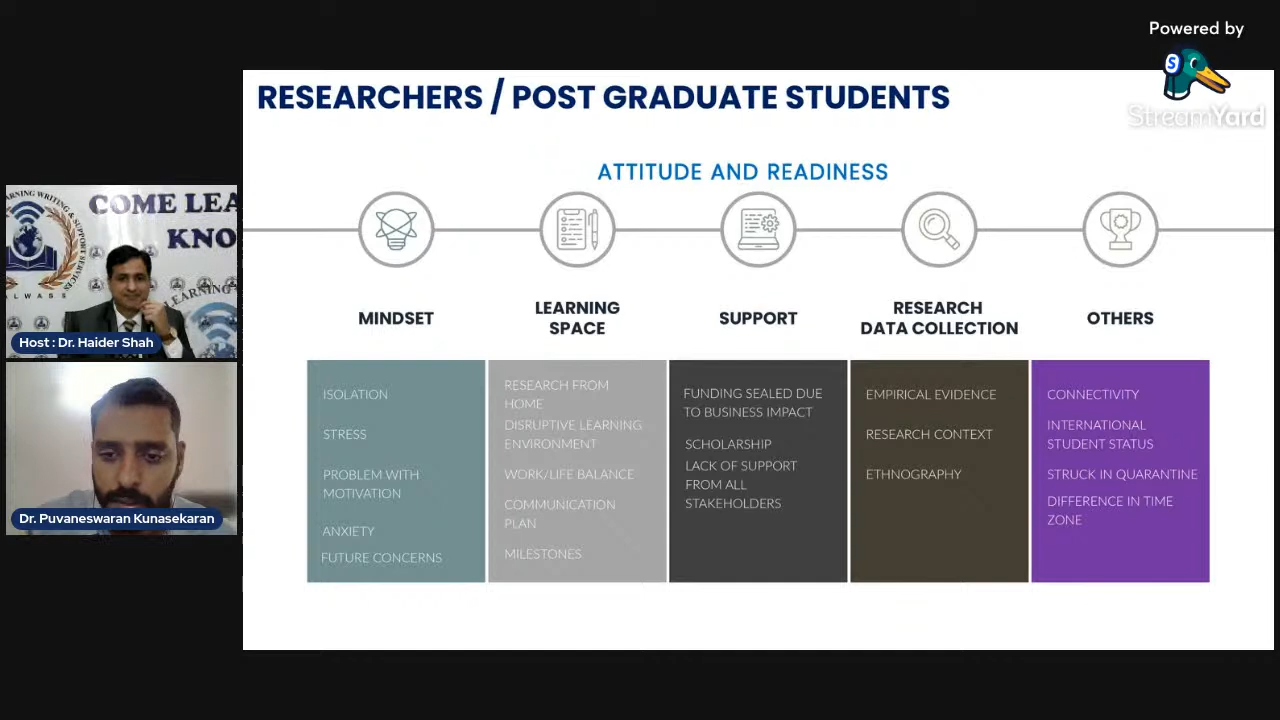 Powered by
StreamYard
RESEARCHERS / POST GRADUATE STUDENTS
ATTITUDE AND READINESS
MINDSET
ISOLATION
STRESS
PROBLEM WITH
MOTIVATION
ANXIETY
FUTURE CONCERNS
LEARNING
SPACE
RESEARCH FROM
HOME
DISRUPTIVE LEARNING
ENVIRONMENT
WORK/LIFE BALANCE
COMMUNICATION
PLAN
MILESTONES
SUPPORT
FUNDING SEALED DUE
TO BUSINESS IMPACT
SCHOLARSHIP
LACK OF SUPPORT
FROM ALL
STAKEHOLDERS
RESEARCH
DATA COLLECTION
EMPIRICAL EVIDENCE
RESEARCH CONTEXT
ETHNOGRAPHY
OTHERS
CONNECTIVITY
INTERNATIONAL
STUDENT STATUS
STRUCK IN QUARANTINE
DIFFERENCE IN TIME
ZONE
COME LEA
KNO
WRITING & SUPPORT
LEARNING
Host : Dr. Haider Shah
Dr. Puvaneswaran Kunasekaran